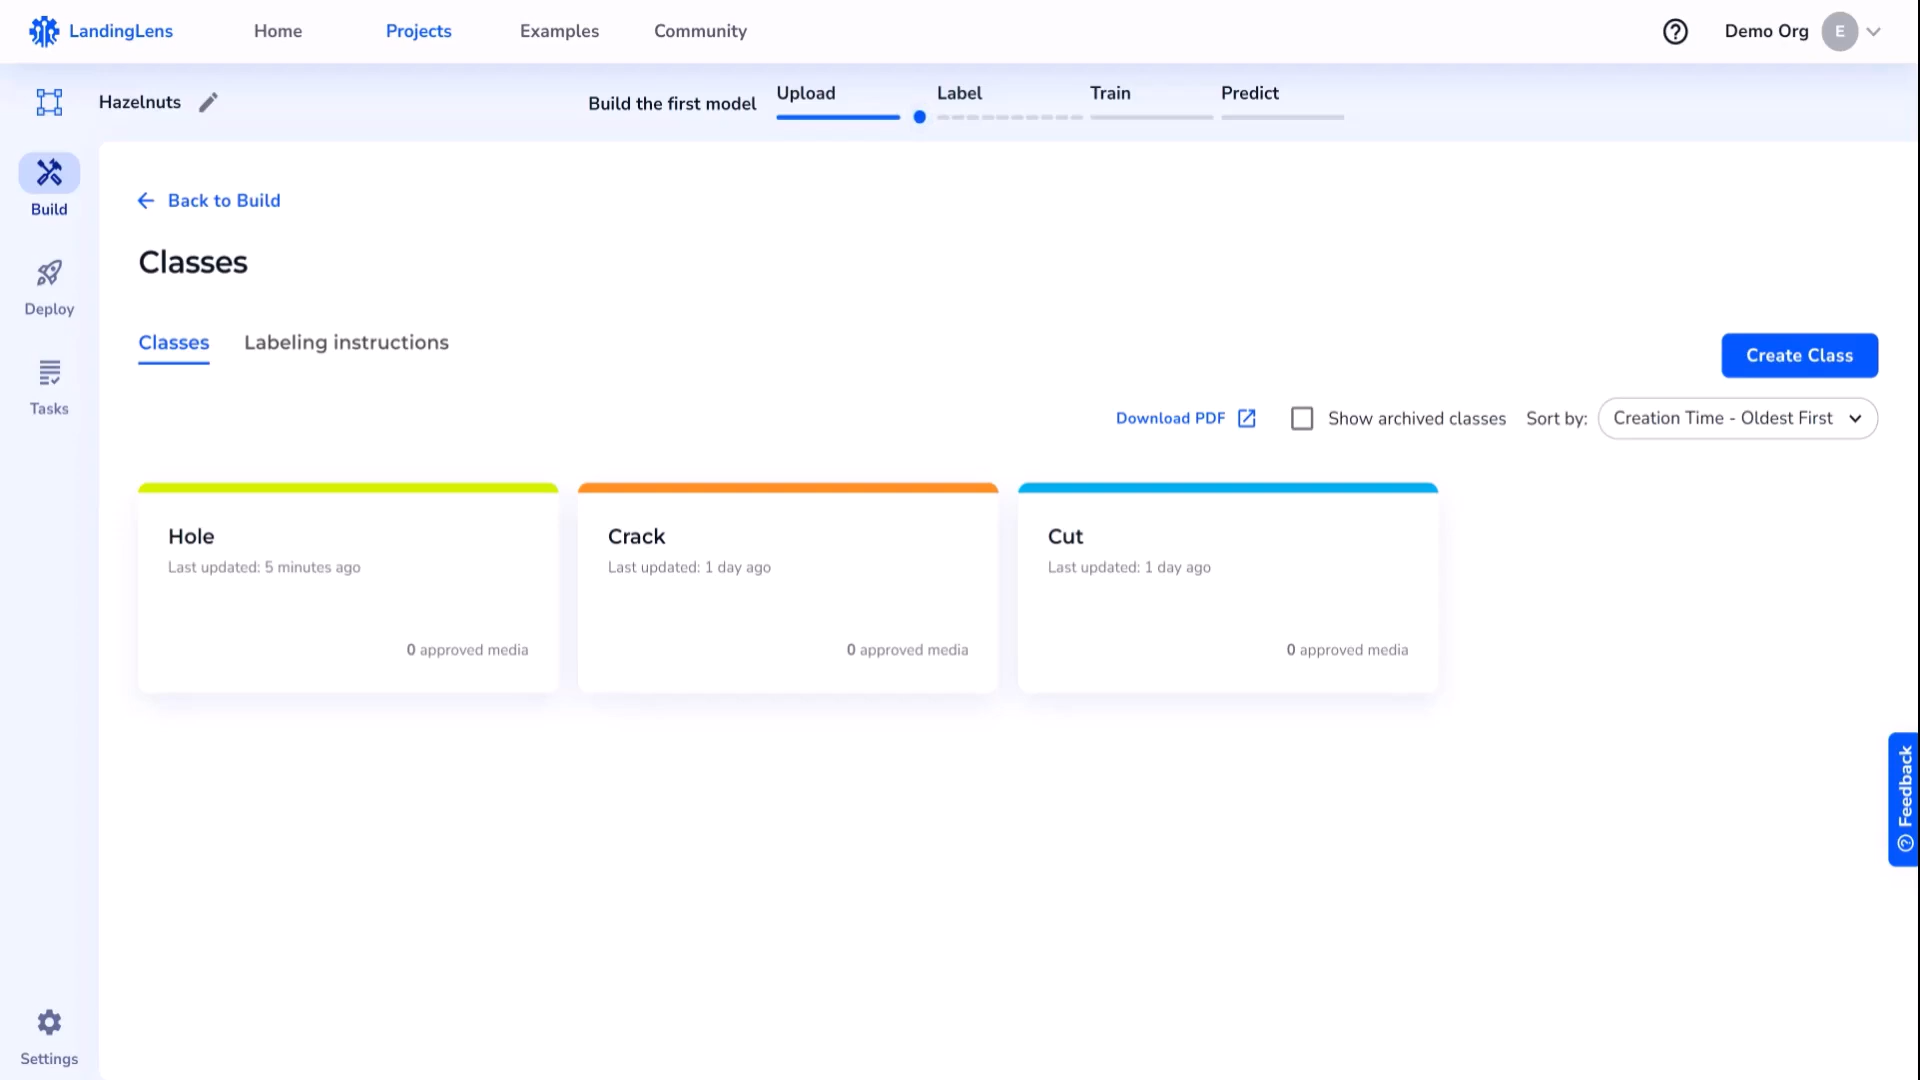 LandingLens
Home
Projects
Examples
Community
Demo Org
E
Hazelnuts
Build the first model
Upload
Label
Train
Predict
Build
Deploy
Tasks
Settings
Back to Build
Classes
Classes
Labeling instructions
Create Class
Download PDF
Show archived classes
Sort by:
Creation Time - Oldest First
Hole
Last updated: 5 minutes ago
0 approved media
Crack
Last updated: 1 day ago
0 approved media
Cut
Last updated: 1 day ago
0 approved media
Feedback